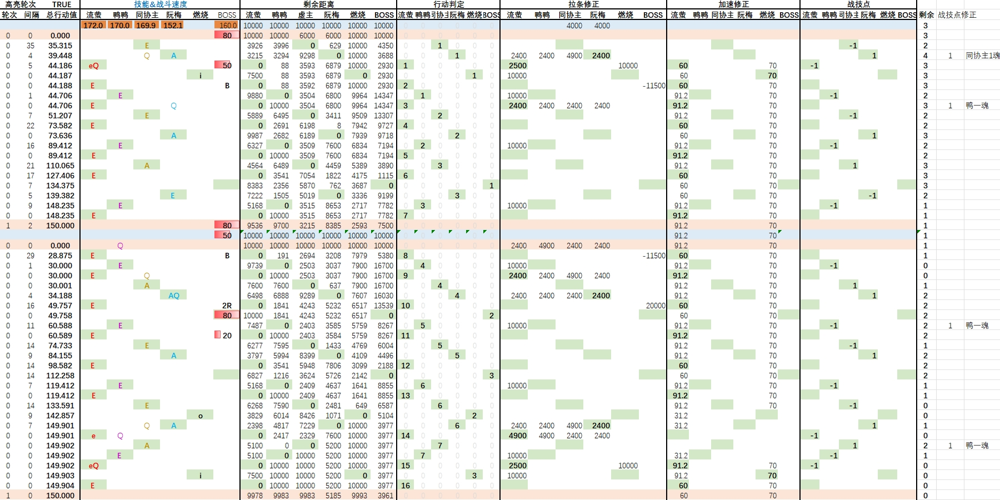 高亮轮次 TRUE 技能&战斗速度 剩余距离 行动判定 拉条修正 加速修正 战技点
轮次 间隔 总行动值 流萤 鸭鸭 同协主 阮梅 燃烧 BOSS 流萤 鸭鸭 虚主 阮梅 燃烧 BOSS 流萤 鸭鸭 同协主 阮梅 燃烧 BOSS 流萤 鸭鸭 同协主 阮梅 燃烧 BOSS 流萤 鸭鸭 同协主 阮梅 燃烧 BOSS 流萤 鸭鸭 同协主 阮梅 燃烧 BOSS 剩余 战技点修正
172.0 170.0 169.9 152.1 160.0 10000 10000 10000 10000 10000 10000 0 0 0 0 0 0 4000 4000 3
0 0 0.000 80 10000 10000 6000 6000 10000 10000 0 0 0 0 0 0 3
0 35 35.315 E 3926 3996 0 629 10000 4350 0 0 1 0 0 0 -1 2
0 4 39.448 Q A 3215 3294 9298 0 10000 3688 0 0 0 1 0 0 2400 2400 4900 2400 1 4 1 同协主1魂
0 5 44.186 eQ 50 0 88 3593 6879 10000 2930 1 0 0 0 0 0 2500 10000 60 70 -1 3
0 0 44.187 i 7500 88 3593 6879 0 2930 0 0 0 0 1 0 10000 60 70 3
0 0 44.188 E B 0 88 3592 6879 10000 2930 2 0 0 0 0 0 -11500 60 70 3
0 1 44.706 E 9880 0 3504 6800 9964 14347 0 1 0 0 0 0 10000 91.2 70 -1 2
0 0 44.706 E Q 0 10000 3504 6800 9964 14347 3 0 0 0 0 0 2400 2400 2400 2400 91.2 70 3 1 鸭一魂
0 7 51.207 E 5889 6495 0 3411 9509 13307 0 0 2 0 0 0 91.2 70 -1 2
0 22 73.582 E 0 2691 6198 8 7942 9727 4 0 0 0 0 0 60 70 2
0 0 73.636 A 9987 2682 6189 0 7939 9718 0 0 0 2 0 0 60 70 1 3
0 16 89.412 E 6327 0 3509 7600 6834 7194 0 2 0 0 0 0 10000 91.2 70 -1 2
0 0 89.412 E 0 10000 3509 7600 6834 7194 5 0 0 0 0 0 91.2 70 2
0 21 110.065 A 4564 6489 0 4459 5389 3890 0 0 3 0 0 0 91.2 70 1 3
0 17 127.406 E 0 3541 7054 1822 4175 1115 6 0 0 0 0 0 60 70 3
0 7 134.375 8383 2356 5870 762 3687 0 0 0 0 0 0 1 60 70 3
0 5 139.382 E 7222 1505 5019 0 3336 9199 0 0 0 3 0 0 60 70 -1 2
0 9 148.235 E 5168 0 3515 8653 2717 7782 0 3 0 0 0 0 10000 91.2 70 -1 1
0 0 148.235 E 0 10000 3515 8653 2717 7782 7 0 0 0 0 0 91.2 70 1
1 2 150.000 80 9536 9700 3215 8385 2593 7500 0 0 0 0 0 0 91.2 70 1
50 10000 10000 10000 10000 10000 10000 0 0 0 0 0 0 91.2 70 1
0 0 0.000 Q 10000 10000 10000 10000 10000 10000 0 0 0 0 0 0 2400 4900 2400 2400 91.2 70 1
0 29 28.875 E B 0 191 2694 3208 7979 5380 8 0 0 0 0 0 -11500 60 70 1
0 1 30.000 E 9739 0 2503 3037 7900 16700 0 4 0 0 0 0 10000 91.2 70 -1 0
0 0 30.000 E Q 0 10000 2503 3037 7900 16700 9 0 0 0 0 0 2400 2400 4900 2400 91.2 70 0
0 0 30.001 A 7600 7600 0 637 7900 16700 0 0 4 0 0 0 91.2 70 1 1
0 4 34.188 AQ 6498 6888 9289 0 7607 16030 0 0 0 4 0 0 2400 2400 2400 2400 91.2 70 1 2
0 16 49.757 E 2R 0 1841 4243 5232 6517 13539 10 0 0 0 0 0 20000 60 70 2
0 0 49.758 80 10000 1841 4243 5232 6517 0 0 0 0 0 0 2 60 70 2
0 11 60.588 E 7487 0 2403 3585 5759 8267 0 5 0 0 0 0 10000 91.2 70 -1 2 1 鸭一魂
0 0 60.589 E 20 0 10000 2403 3584 5759 8267 11 0 0 0 0 0 91.2 70 2
0 14 74.733 E 6277 7595 0 1433 4769 6004 0 0 5 0 0 0 91.2 70 -1 1
0 9 84.155 A 3797 5994 8399 0 4109 4496 0 0 0 5 0 0 91.2 70 1 2
0 14 98.582 E 0 3541 5948 7806 3099 2188 12 0 0 0 0 0 60 70 2
0 14 112.258 6827 1216 3624 5726 2142 0 0 0 0 0 0 3 60 70 2
0 7 119.412 E 5168 0 2409 4637 1641 8855 0 6 0 0 0 0 10000 91.2 70 -1 1
0 0 119.412 E 0 10000 2409 4637 1641 8855 13 0 0 0 0 0 91.2 70 1
0 14 133.591 E 6268 7590 0 2481 649 6587 0 0 6 0 0 0 91.2 70 -1 0
0 9 142.857 o 3829 6014 8426 1071 0 5104 0 0 0 0 2 0 31.2 0
0 7 149.901 Q A 2398 4817 7229 0 10000 3977 0 0 0 6 0 0 2400 2400 4900 2400 31.2 1 1
0 0 149.901 e Q 0 2417 2329 7600 10000 3977 14 0 0 0 0 0 4900 4900 2400 2400 -1 0
0 0 149.902 A 5100 0 0 5200 10000 3977 0 0 7 0 0 0 1 2 1 鸭一魂
0 0 149.902 E 5100 0 10000 5200 10000 3977 0 7 0 0 0 0 10000 31.2 -1 1
0 0 149.902 eQ 0 10000 10000 5200 10000 3977 15 0 0 0 0 0 2500 10000 91.2 70 -1 0
0 0 149.903 i 7500 10000 10000 5200 0 3977 0 0 0 0 3 0 10000 91.2 70 0
0 0 149.904 E 0 10000 10000 5200 10000 3977 16 0 0 0 0 0 60 70 0
1 0 150.000 9978 9983 9983 5185 9993 3961 0 0 0 0 0 0 60 70 0